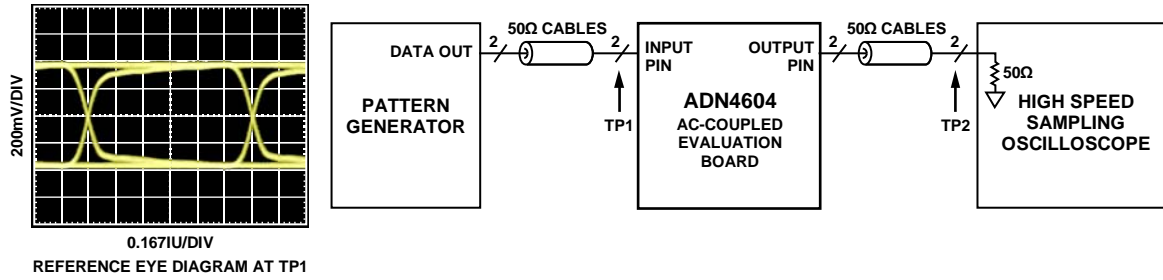 200mV/DIV
0.167IU/DIV
REFERENCE EYE DIAGRAM AT TP1
DATA OUT
PATTERN
GENERATOR
2
50Ω CABLES
2
TP1
INPUT
PIN
OUTPUT
PIN
ADN4604
AC-COUPLED
EVALUATION
BOARD
2
50Ω CABLES
2
TP2
50Ω
HIGH SPEED
SAMPLING
OSCILLOSCOPE